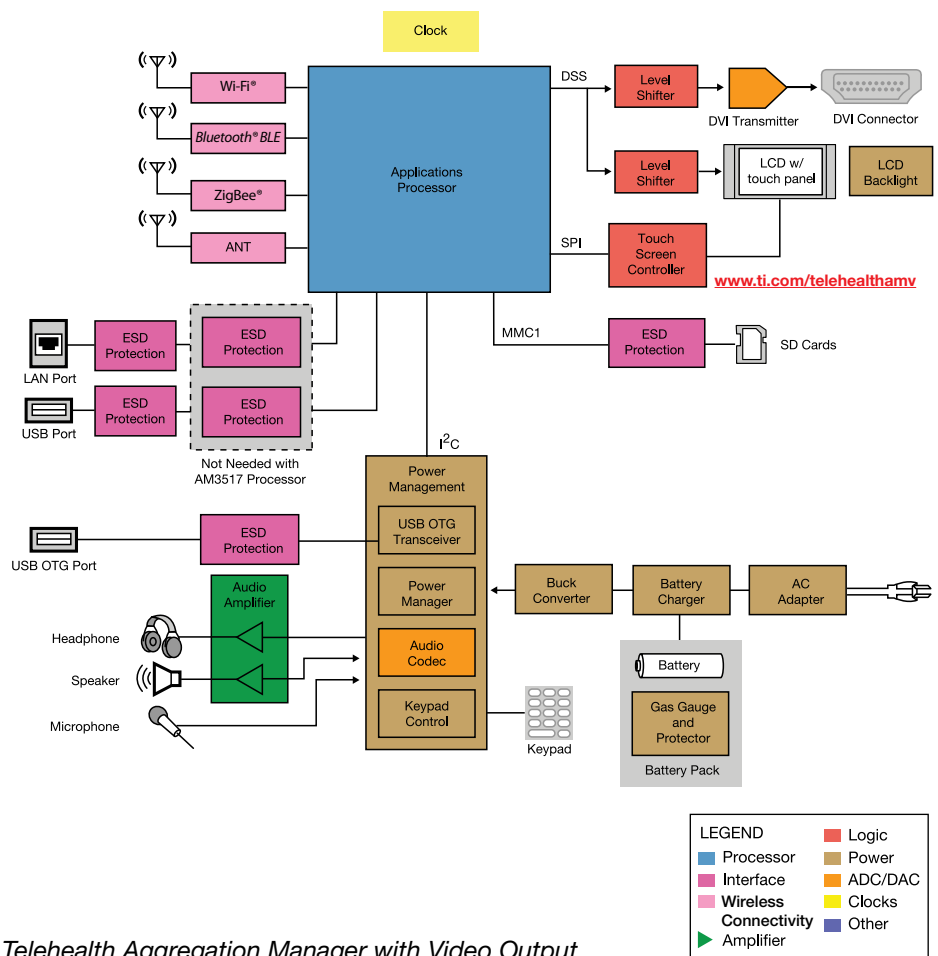 Clock
Wi-Fi®
Bluetooth® BLE
ZigBee®
ANT
Applications
Processor
DSS
Level
Shifter
DVI Transmitter
DVI Connector
Level
Shifter
LCD w/
touch panel
LCD
Backlight
SPI
Touch
Screen
Controller
www.ti.com/telehealthamv
LAN Port
ESD
Protection
ESD
Protection
MMC1
ESD
Protection
SD Cards
USB Port
ESD
Protection
ESD
Protection
Not Needed with
AM3517 Processor
I²C
Power
Management
USB OTG
Transceiver
USB OTG Port
ESD
Protection
Audio
Amplifier
Power
Manager
Buck
Converter
Battery
Charger
AC
Adapter
Headphone
Speaker
Microphone
Audio
Codec
Keypad
Control
Keypad
Battery
Gas Gauge
and
Protector
Battery Pack
LEGEND
Processor
Interface
Wireless
Connectivity
Amplifier
Logic
Power
ADC/DAC
Clocks
Other
Telehealth Aggregation Manager with Video Output